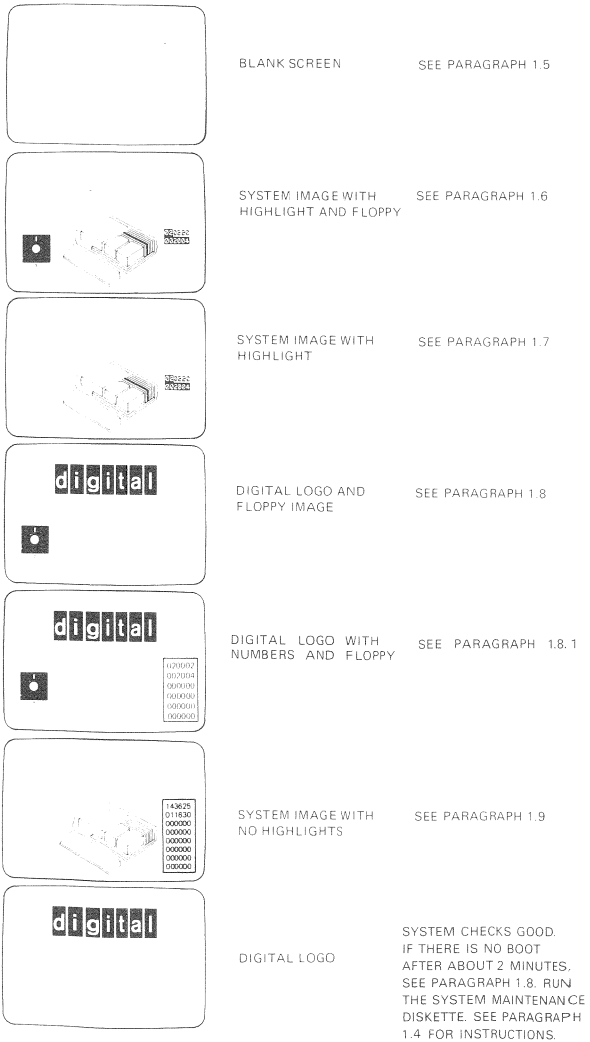 BLANK SCREEN SEE PARAGRAPH 1.5
SYSTEM IMAGE WITH SEE PARAGRAPH 1.6
HIGHLIGHT AND FLOPPY
002004
SYSTEM IMAGE WITH SEE PARAGRAPH 1.7
HIGHLIGHT
002004
digital
DIGITAL LOGO AND SEE PARAGRAPH 1.8
FLOPPY IMAGE
digital
DIGITAL LOGO WITH SEE PARAGRAPH 1.8.1
NUMBERS AND FLOPPY
020002
002004
000000
000000
000000
000000
SYSTEM IMAGE WITH SEE PARAGRAPH 1.9
NO HIGHLIGHTS
143625
011830
000000
000000
000000
000000
000000
000000
digital
DIGITAL LOGO
SYSTEM CHECKS GOOD.
IF THERE IS NO BOOT
AFTER ABOUT 2 MINUTES,
SEE PARAGRAPH 1.8. RUN
THE SYSTEM MAINTENANCE
DISKETTE. SEE PARAGRAPH
1.4 FOR INSTRUCTIONS.